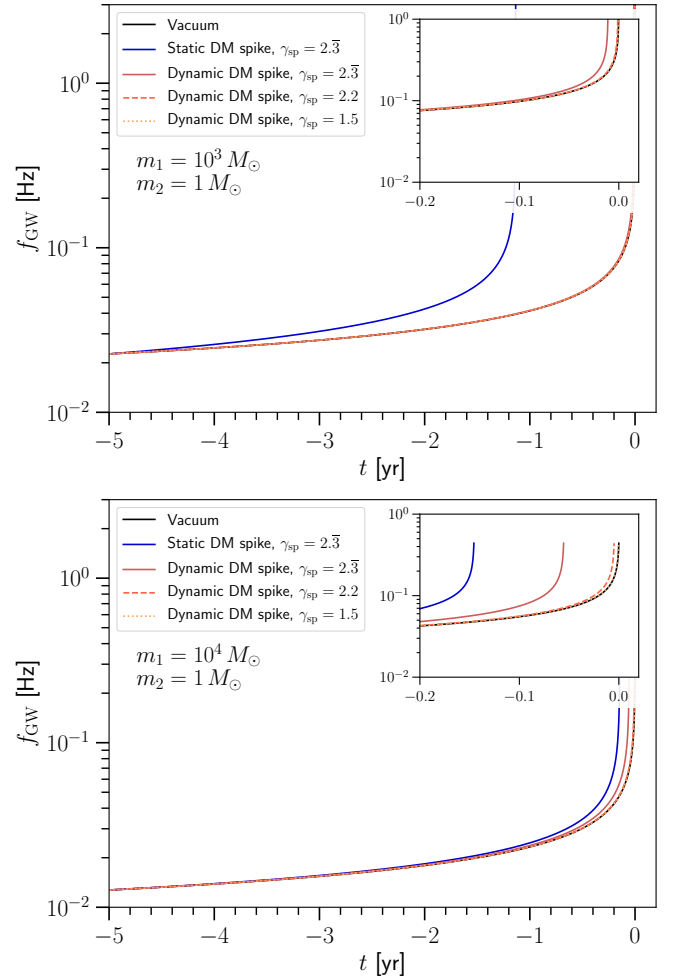 Vacuum
Static DM spike, γsp = 2.3̅
Dynamic DM spike, γsp = 2.3̅
Dynamic DM spike, γsp = 2.2
Dynamic DM spike, γsp = 1.5
m₁ = 10³ M⊙
m₂ = 1 M⊙
10⁰
10⁻¹
10⁻²
−0.2
−0.1
0.0
10⁰
10⁻¹
10⁻²
fGW [Hz]
−5
−4
−3
−2
−1
0
t [yr]
Vacuum
Static DM spike, γsp = 2.3̅
Dynamic DM spike, γsp = 2.3̅
Dynamic DM spike, γsp = 2.2
Dynamic DM spike, γsp = 1.5
m₁ = 10⁴ M⊙
m₂ = 1 M⊙
10⁰
10⁻¹
10⁻²
−0.2
−0.1
0.0
10⁰
10⁻¹
10⁻²
fGW [Hz]
−5
−4
−3
−2
−1
0
t [yr]